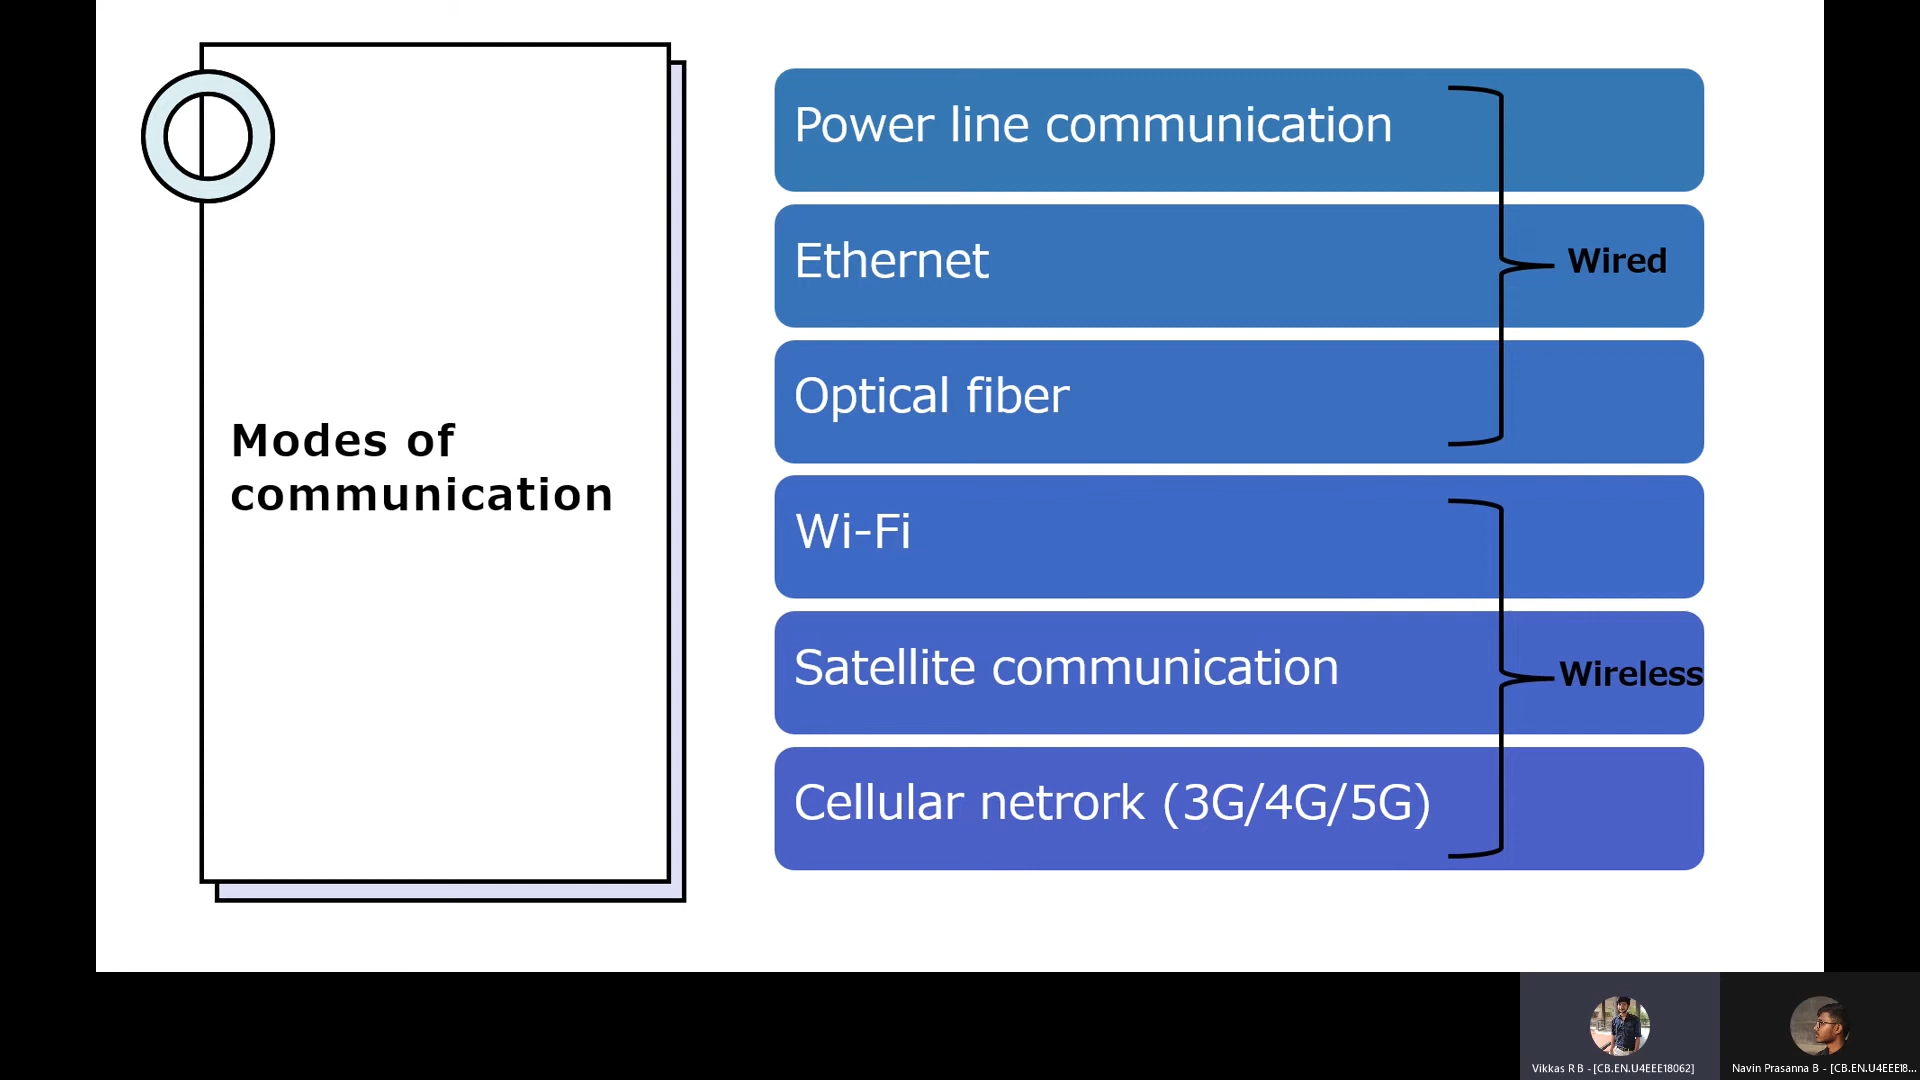 Modes of
communication
Power line communication
Ethernet
Optical fiber
Wired
Wi-Fi
Satellite communication
Cellular netrork (3G/4G/5G)
Wireless
Vikkas R B - [CB.EN.U4EEE18062]
Navin Prasanna B - [CB.EN.U4EEE18...